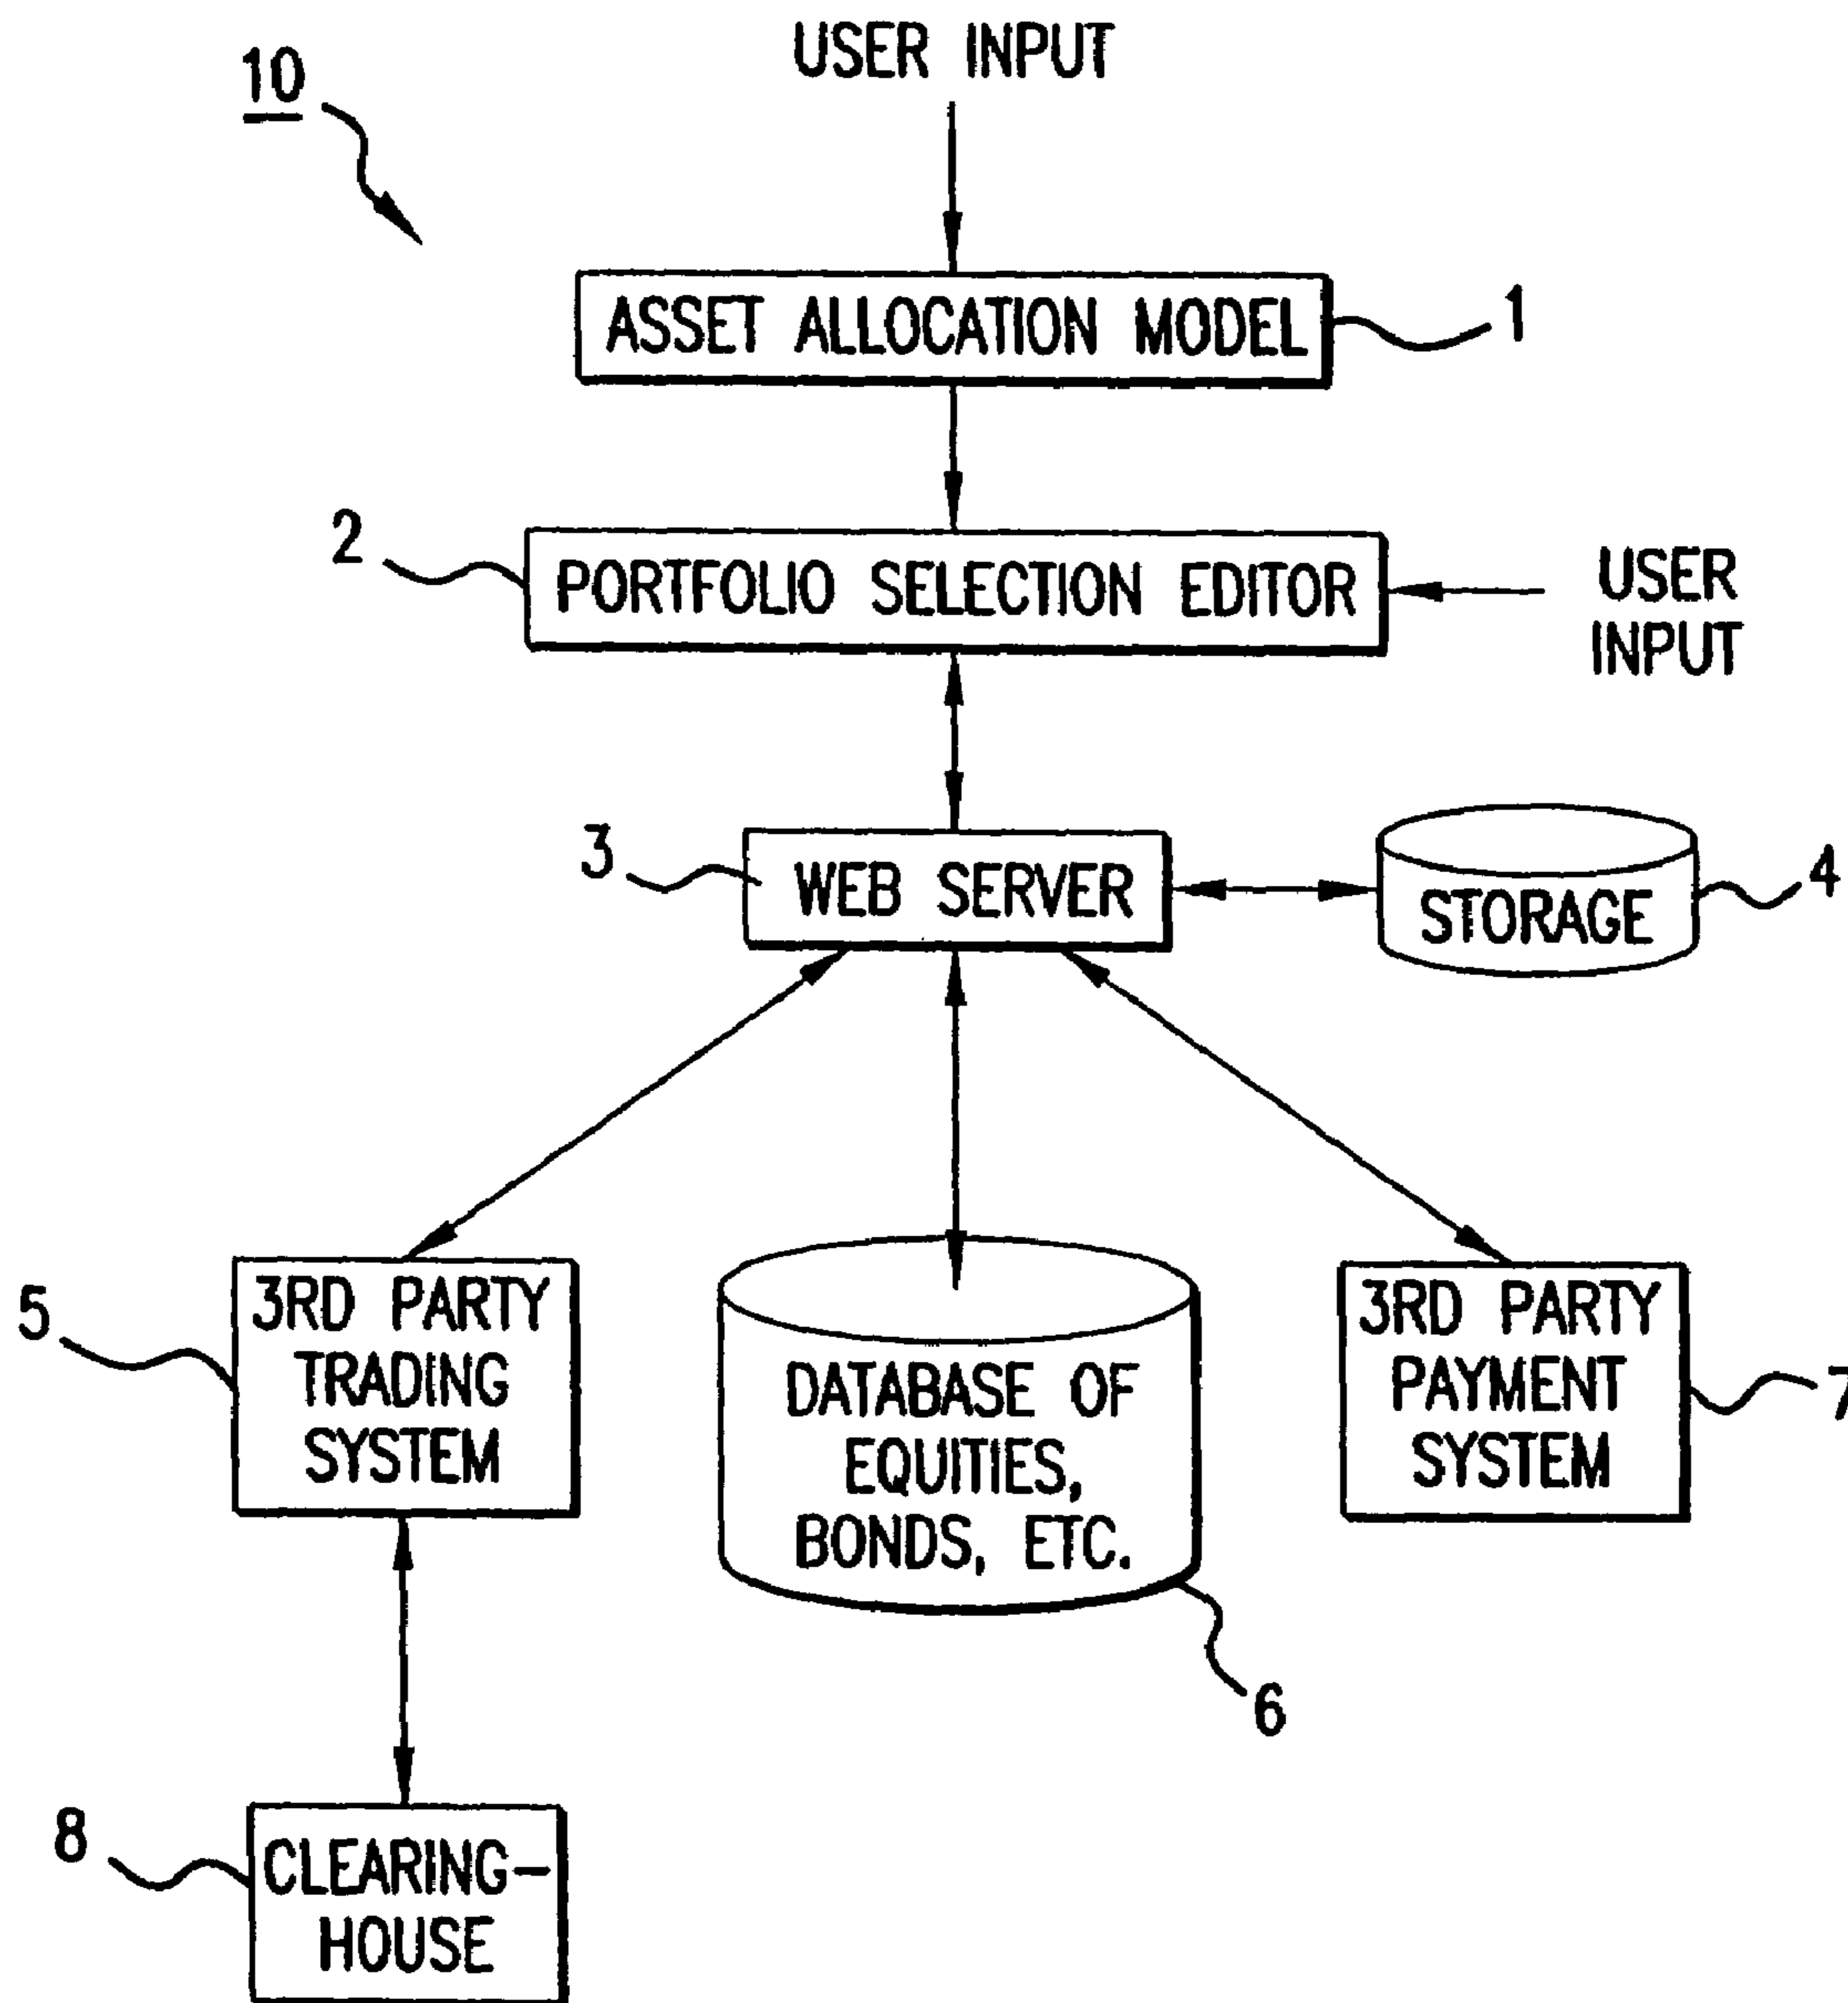 USER INPUT
10
ASSET ALLOCATION MODEL
1
2
PORTFOLIO SELECTION EDITOR
USER
INPUT
3
WEB SERVER
STORAGE
4
5
3RD PARTY
TRADING
SYSTEM
DATABASE OF
EQUITIES,
BONDS, ETC.
6
3RD PARTY
PAYMENT
SYSTEM
7
8
CLEARING-
HOUSE